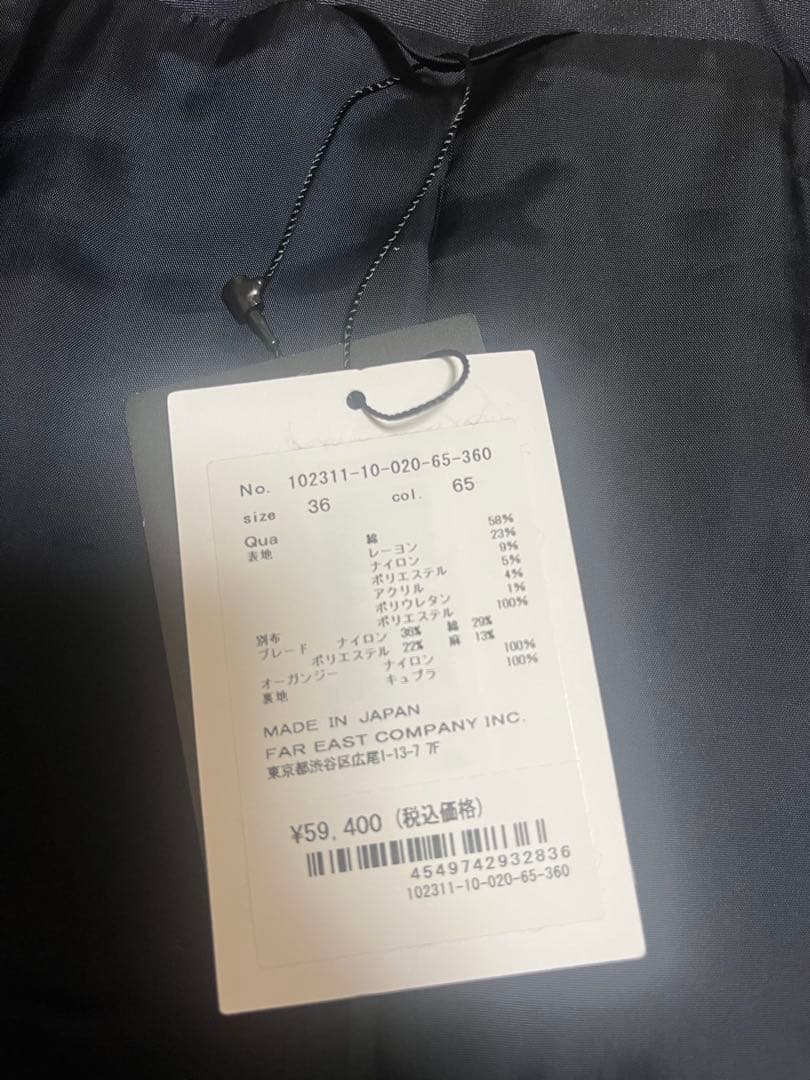 No. 102311-10-020-65-360
size 36 col. 65
Qua
表地 綿 58%
レーヨン 23%
ナイロン 9%
ポリエステル 5%
アクリル 4%
ポリウレタン 1%
別布 ポリエステル 100%
ブレード ナイロン 36% 綿 29%
ポリエステル 22% 麻 13%
オーガンジー ナイロン 100%
裏地 キュプラ 100%
MADE IN JAPAN
FAR EAST COMPANY INC.
東京都渋谷区広尾1-13-7 7F
¥59,400 (税込価格)
4549742932836
102311-10-020-65-360